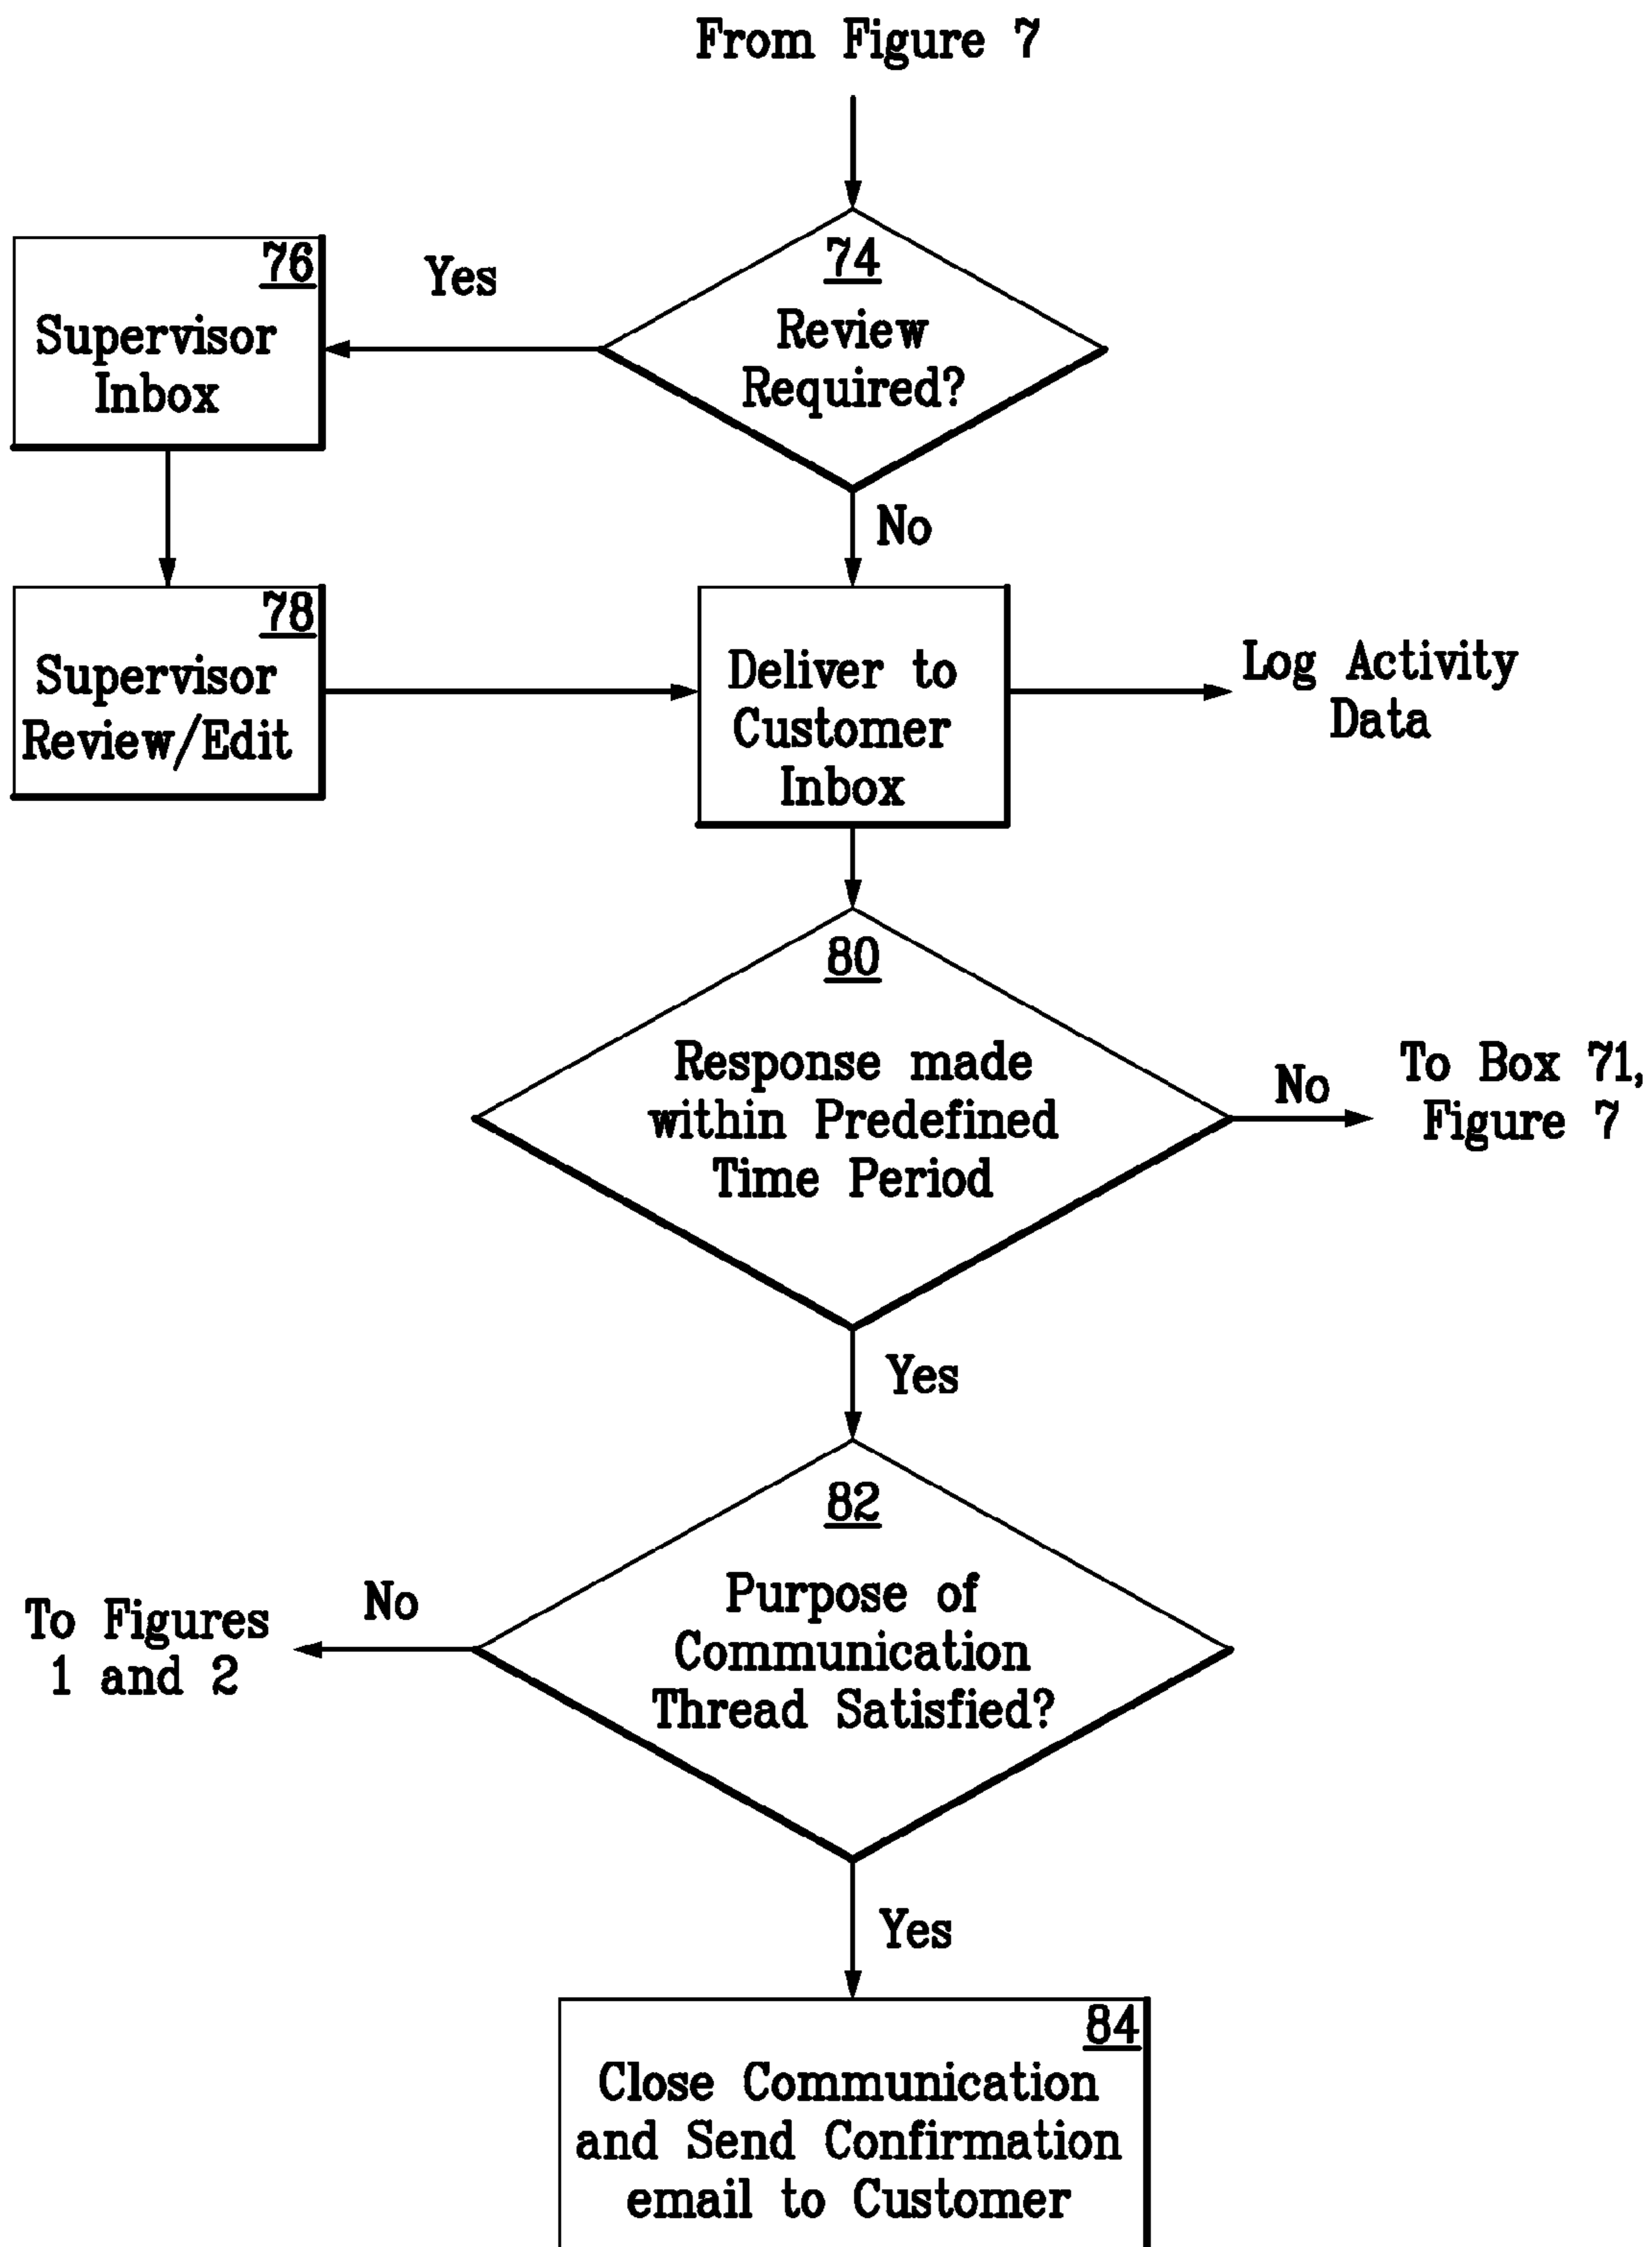 From Figure 7
74
Review
Required?
Yes
76
Supervisor
Inbox
No
78
Supervisor
Review/Edit
Deliver to
Customer
Inbox
Log Activity
Data
80
Response made
within Predefined
Time Period
No
To Box 71,
Figure 7
Yes
82
Purpose of
Communication
Thread Satisfied?
No
To Figures
1 and 2
Yes
84
Close Communication
and Send Confirmation
email to Customer